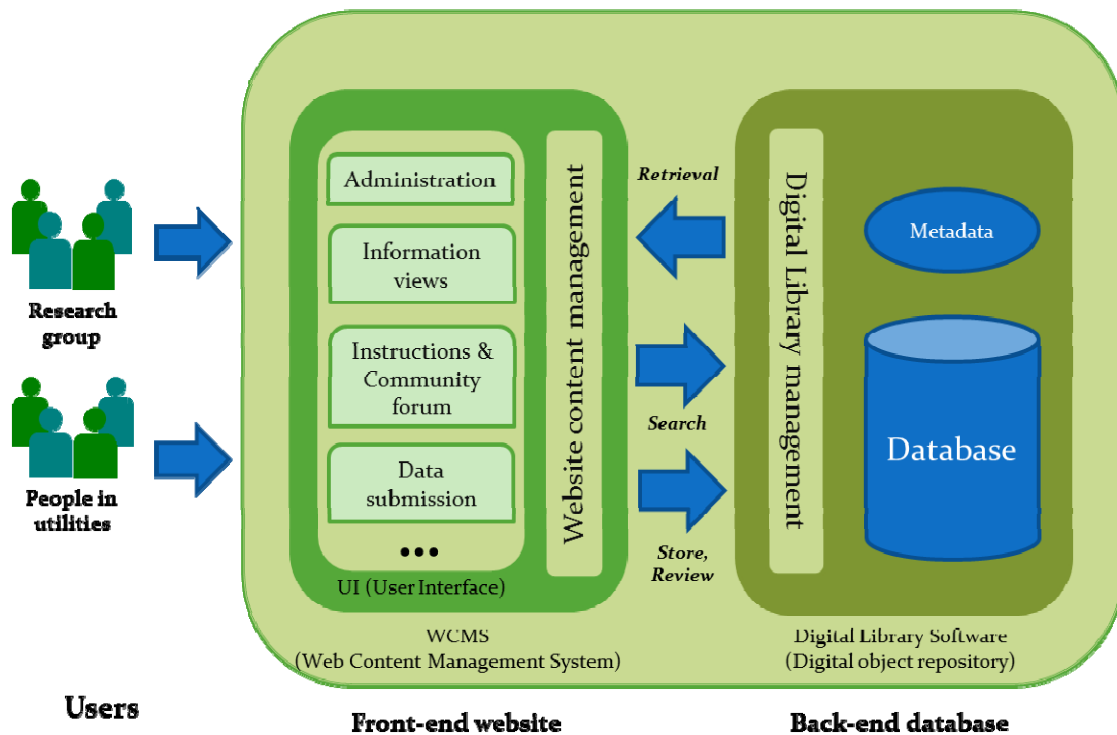 Research
group
People in
utilities
Users
Administration
Information
views
Instructions &
Community
forum
Data
submission
•••
UI (User Interface)
Website content management
WCMS
(Web Content Management System)
Front-end website
Retrieval
Search
Store,
Review
Digital Library management
Metadata
Database
Digital Library Software
(Digital object repository)
Back-end database